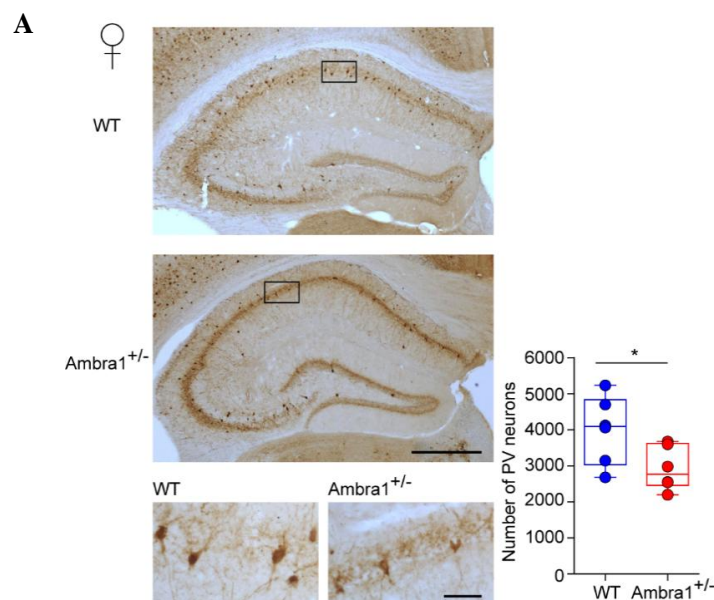 A
♀
WT
Ambra1+/-
WT
Ambra1+/-
Number of PV neurons
6000
5000
4000
3000
2000
1000
0
*
WT
Ambra1+/-